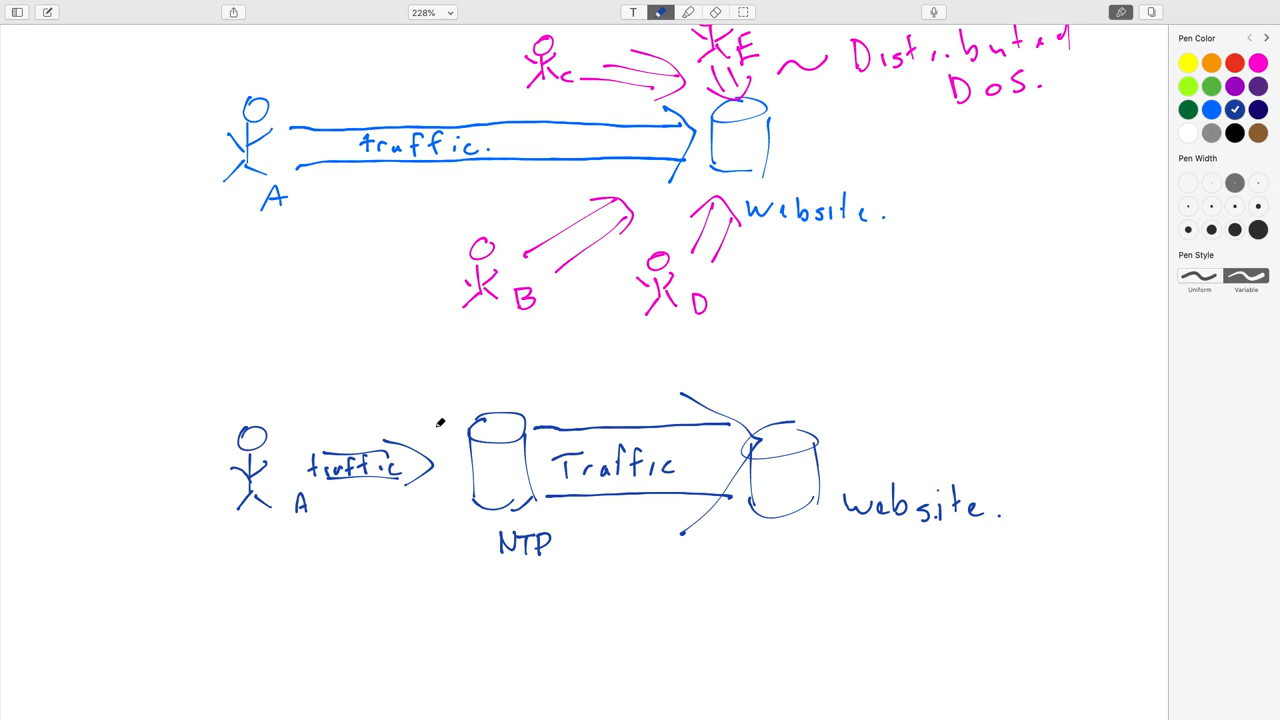 228%
T
Pen Color
E
~ Distributed
C
DoS.
traffic.
A
website.
Pen Width
B
D
Pen Style
Uniform Variable
traffic
Traffic
A
website.
NTP